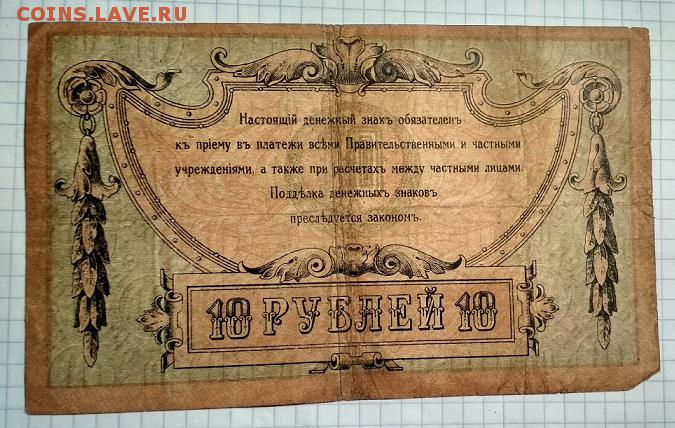 COINS.LAVE.RU
Настоящій денежный знакъ обязателенъ
къ пріему въ платежи всѣми Правительственными и частными
учрежденіями, а также при расчетахъ между частными лицами.
Поддѣлка денежныхъ знаковъ
преслѣдуется закономъ.
10 РУБЛЕЙ 10